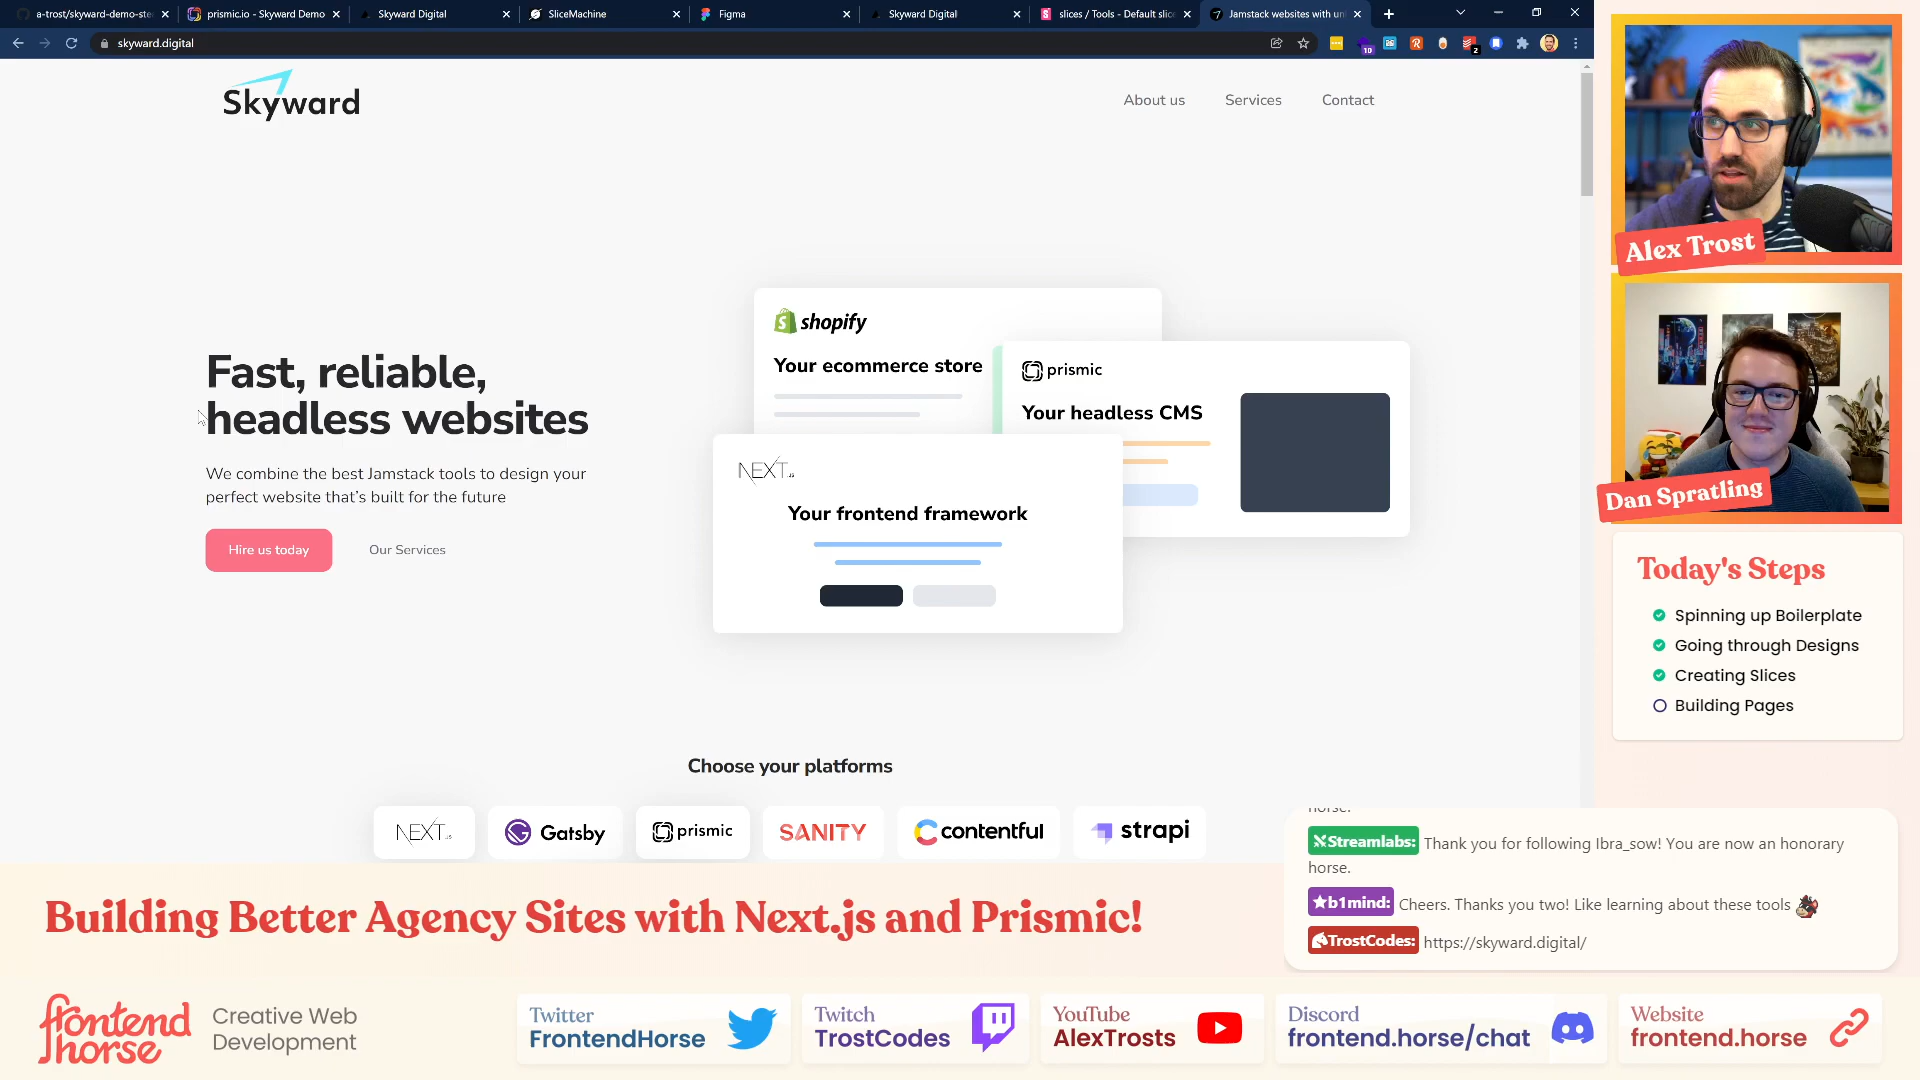 a-trost/skyward-demo-ste
prismic.io - Skyward Demo
Skyward Digital
SliceMachine
Figma
Skyward Digital
slices / Tools - Default slice
Jamstack websites with un
skyward.digital
10
2
Skyward
About us
Services
Contact
shopify
Your ecommerce store
prismic
Your headless CMS
Fast, reliable,
headless websites
We combine the best Jamstack tools to design your
perfect website that's built for the future
Hire us today
Our Services
NEXT.JS
Your frontend framework
Choose your platforms
NEXT.JS
Gatsby
prismic
SANITY
contentful
strapi
Alex Trost
Dan Spratling
Today's Steps
Spinning up Boilerplate
Going through Designs
Creating Slices
Building Pages
horse.
Streamlabs: Thank you for following Ibra_sow! You are now an honorary
horse.
b1mind: Cheers. Thanks you two! Like learning about these tools
TrostCodes: https://skyward.digital/
Building Better Agency Sites with Next.js and Prismic!
frontend
horse
Creative Web
Development
Twitter
FrontendHorse
Twitch
TrostCodes
YouTube
AlexTrosts
Discord
frontend.horse/chat
Website
frontend.horse